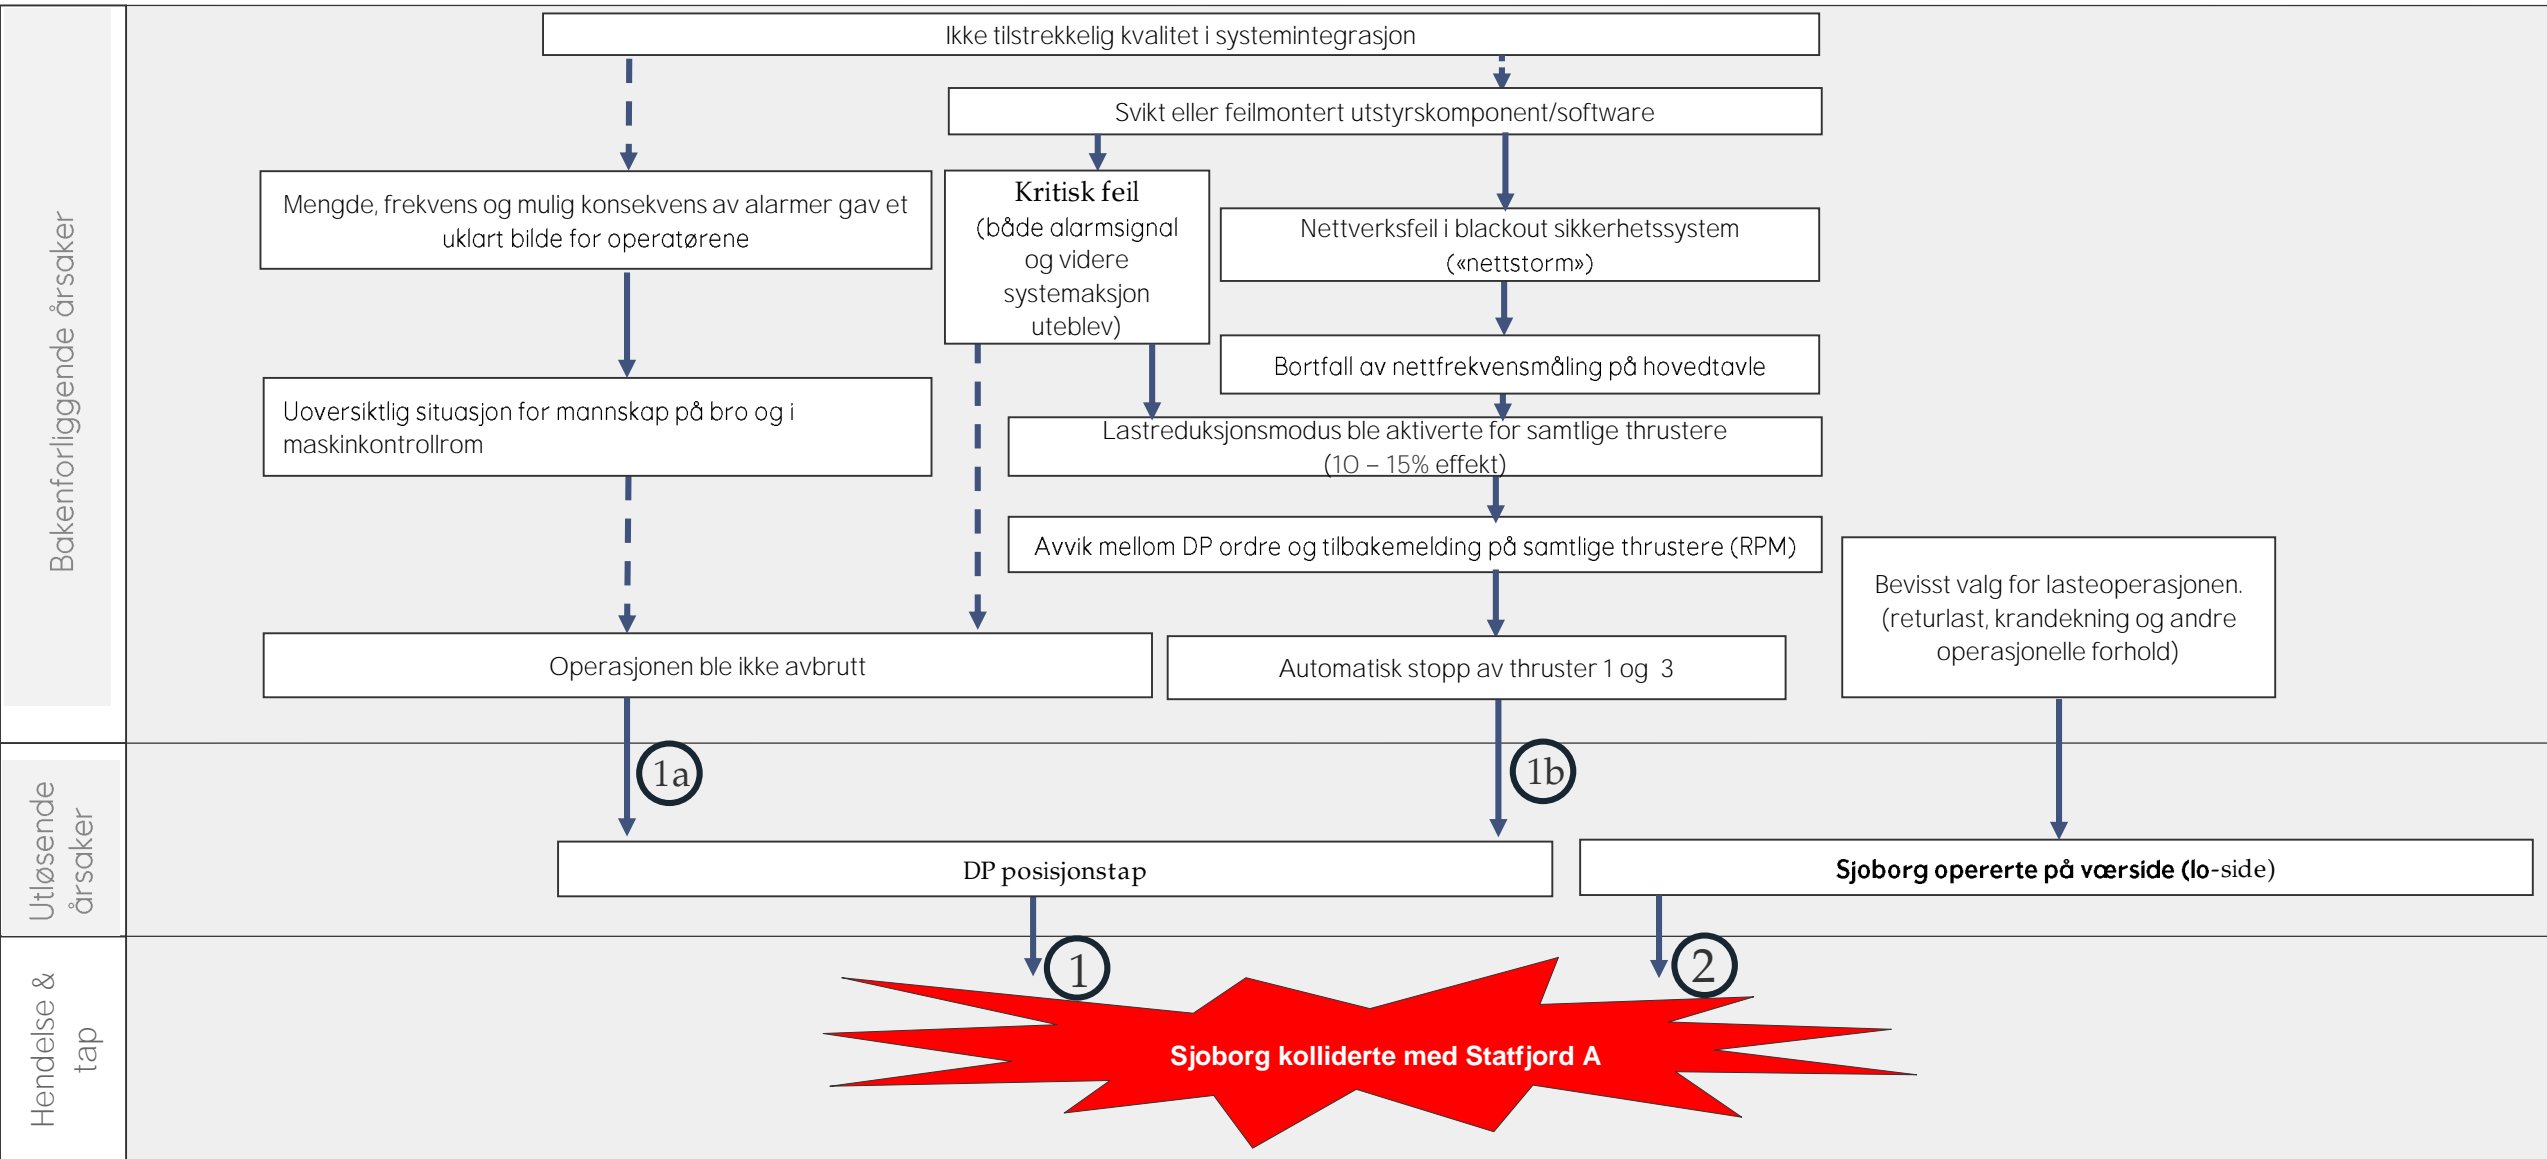 Ikke tilstrekkelig kvalitet i systemintegrasjon
Svikt eller feilmontert utstyrskomponent/software
Mengde, frekvens og mulig konsekvens av alarmer gav et
uklart bilde for operatørene
Kritisk feil
(både alarmsignal
og videre
systemaksjon
uteblev)
Nettverksfeil i blackout sikkerhetssystem
(«nettstorm»)
Bortfall av nettfrekvensmåling på hovedtavle
Uoversiktlig situasjon for mannskap på bro og i
maskinkontrollrom
Lastreduksjonsmodus ble aktiverte for samtlige thrustere
(10 – 15% effekt)
Avvik mellom DP ordre og tilbakemelding på samtlige thrustere (RPM)
Bevisst valg for lasteoperasjonen.
(returlast, krandekning og andre
operasjonelle forhold)
Operasjonen ble ikke avbrutt
Automatisk stopp av thruster 1 og 3
Bakenforliggende årsaker
1a
1b
Utløsende
årsaker
DP posisjonstap
Sjoborg opererte på værside (lo-side)
1
2
Hendelse &
tap
Sjoborg kolliderte med Statfjord A